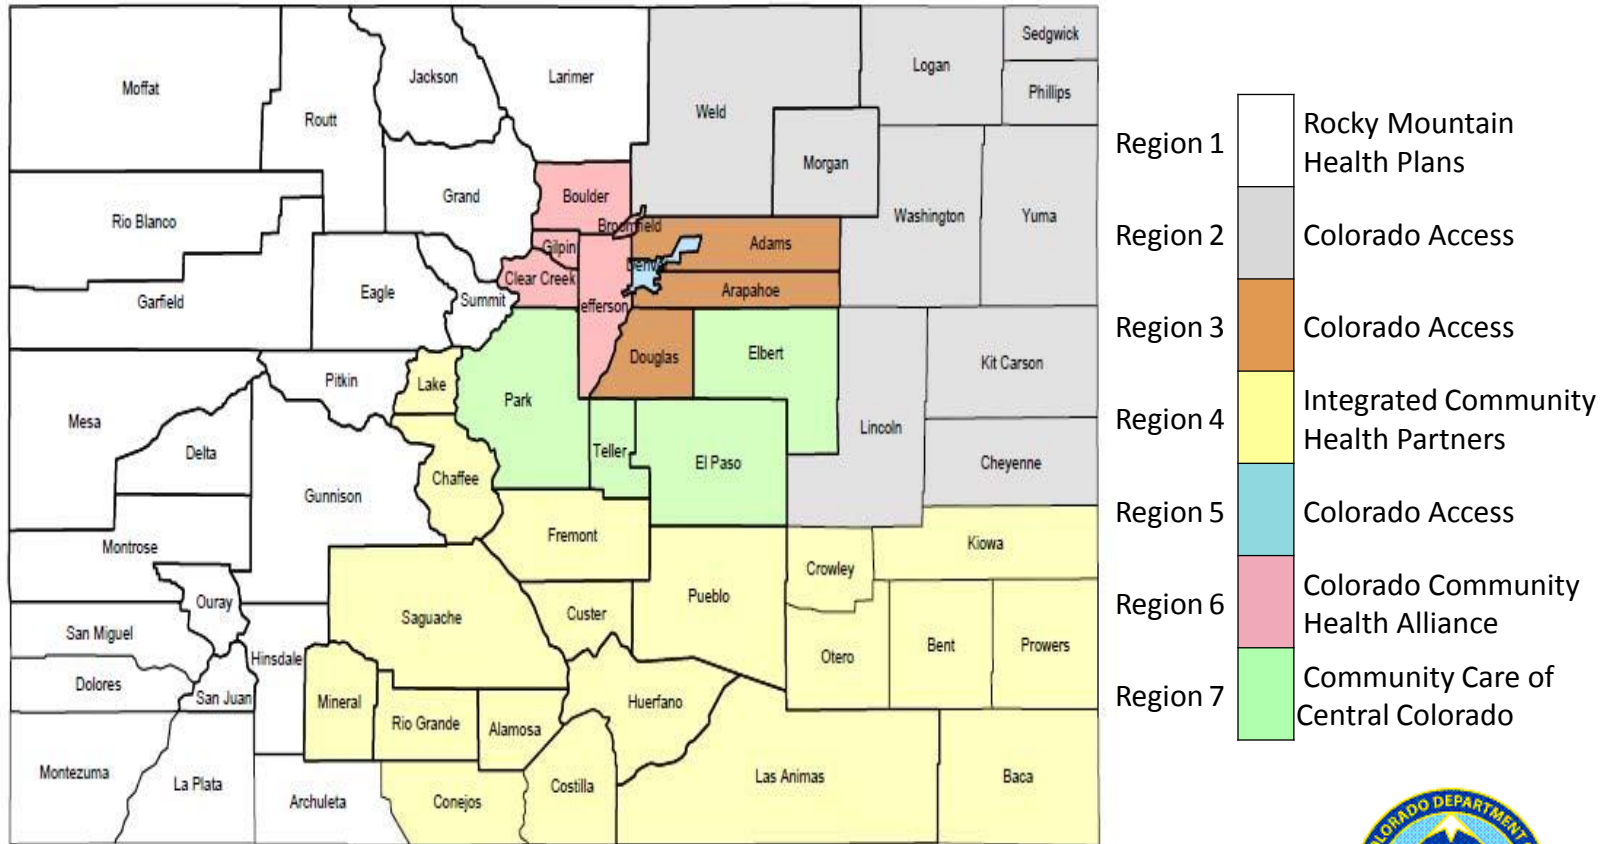 Moffat
Routt
Jackson
Larimer
Weld
Logan
Sedgwick
Phillips
Morgan
Washington
Yuma
Rio Blanco
Grand
Boulder
Broomfield
Gilpin
Clear Creek
efferson
Adams
Denv
Arapahoe
Garfield
Eagle
Summit
Douglas
Elbert
Kit Carson
Pitkin
Lake
Park
Lincoln
Mesa
Delta
Teller
El Paso
Cheyenne
Chaffee
Gunnison
Montrose
Fremont
Kiowa
Crowley
Ouray
Saguache
Custer
Pueblo
San Miguel
Hinsdale
Otero
Bent
Prowers
Dolores
San Juan
Mineral
Rio Grande
Alamosa
Huerfano
Montezuma
La Plata
Archuleta
Conejos
Costilla
Las Animas
Baca
Region 1
Rocky Mountain
Health Plans
Region 2
Colorado Access
Region 3
Colorado Access
Region 4
Integrated Community
Health Partners
Region 5
Colorado Access
Region 6
Colorado Community
Health Alliance
Region 7
Community Care of
Central Colorado
OLORADO DEPARTMENT